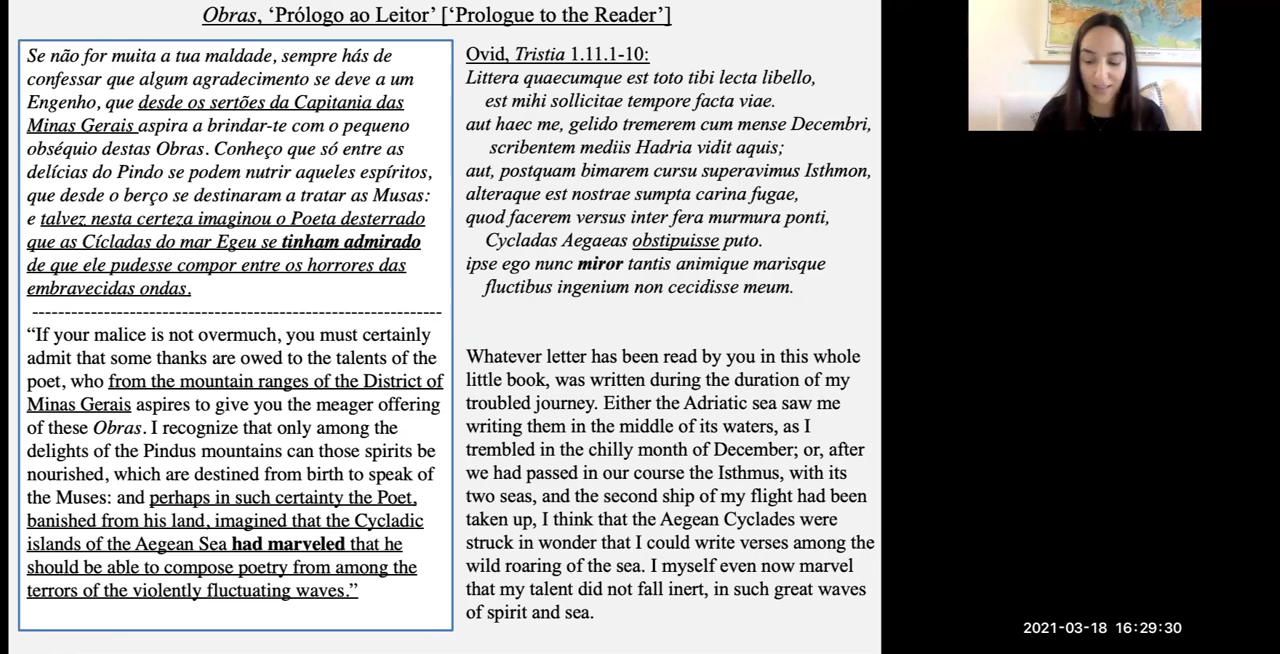 Obras, ‘Prólogo ao Leitor’ [‘Prologue to the Reader’]
Se não for muita a tua maldade, sempre hás de
confessar que algum agradecimento se deve a um
Engenho, que desde os sertões da Capitania das
Minas Gerais aspira a brindar-te com o pequeno
obséquio destas Obras. Conheço que só entre as
delícias do Pindo se podem nutrir aqueles espíritos,
que desde o berço se destinaram a tratar as Musas:
e talvez nesta certeza imaginou o Poeta desterrado
que as Cícladas do mar Egeu se tinham admirado
de que ele pudesse compor entre os horrores das
embravecidas ondas.
----------------------------------------------------------------
“If your malice is not overmuch, you must certainly
admit that some thanks are owed to the talents of the
poet, who from the mountain ranges of the District of
Minas Gerais aspires to give you the meager offering
of these Obras. I recognize that only among the
delights of the Pindus mountains can those spirits be
nourished, which are destined from birth to speak of
the Muses: and perhaps in such certainty the Poet,
banished from his land, imagined that the Cycladic
islands of the Aegean Sea had marveled that he
should be able to compose poetry from among the
terrors of the violently fluctuating waves.”
Ovid, Tristia 1.11.1-10:
Littera quaecumque est toto tibi lecta libello,
est mihi sollicitae tempore facta viae.
aut haec me, gelido tremerem cum mense Decembri,
scribentem mediis Hadria vidit aquis;
aut, postquam bimarem cursu superavimus Isthmon,
alteraque est nostrae sumpta carina fugae,
quod facerem versus inter fera murmura ponti,
Cycladas Aegaeas obstipuisse puto.
ipse ego nunc miror tantis animique marisque
fluctibus ingenium non cecidisse meum.
Whatever letter has been read by you in this whole
little book, was written during the duration of my
troubled journey. Either the Adriatic sea saw me
writing them in the middle of its waters, as I
trembled in the chilly month of December; or, after
we had passed in our course the Isthmus, with its
two seas, and the second ship of my flight had been
taken up, I think that the Aegean Cyclades were
struck in wonder that I could write verses among the
wild roaring of the sea. I myself even now marvel
that my talent did not fall inert, in such great waves
of spirit and sea.
2021-03-18 16:29:30